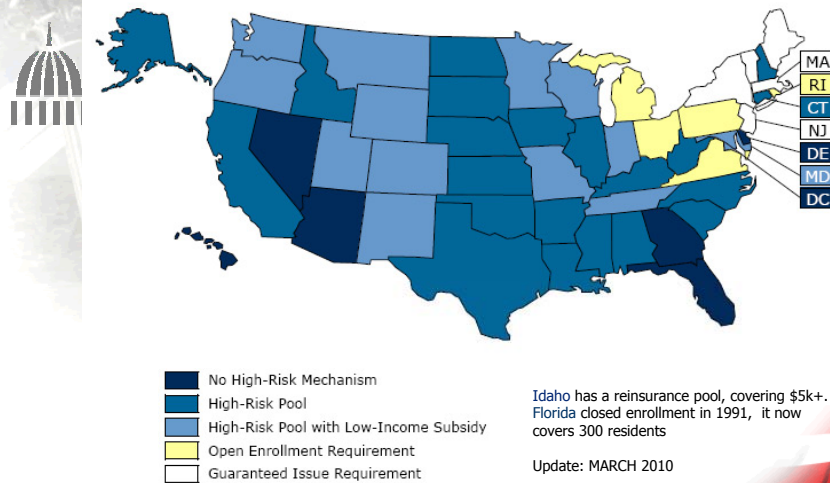 MA
RI
CT
NJ
DE
MD
DC
No High-Risk Mechanism
High-Risk Pool
High-Risk Pool with Low-Income Subsidy
Open Enrollment Requirement
Guaranteed Issue Requirement
Idaho has a reinsurance pool, covering $5k+.
Florida closed enrollment in 1991, it now
covers 300 residents
Update: MARCH 2010